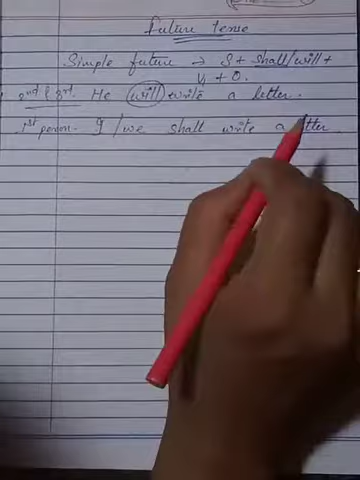 Future Tense
Simple future → S + shall/will +
V₁ + O.
2nd & 3rd. He will write a letter.
1st person. I/we shall write a letter